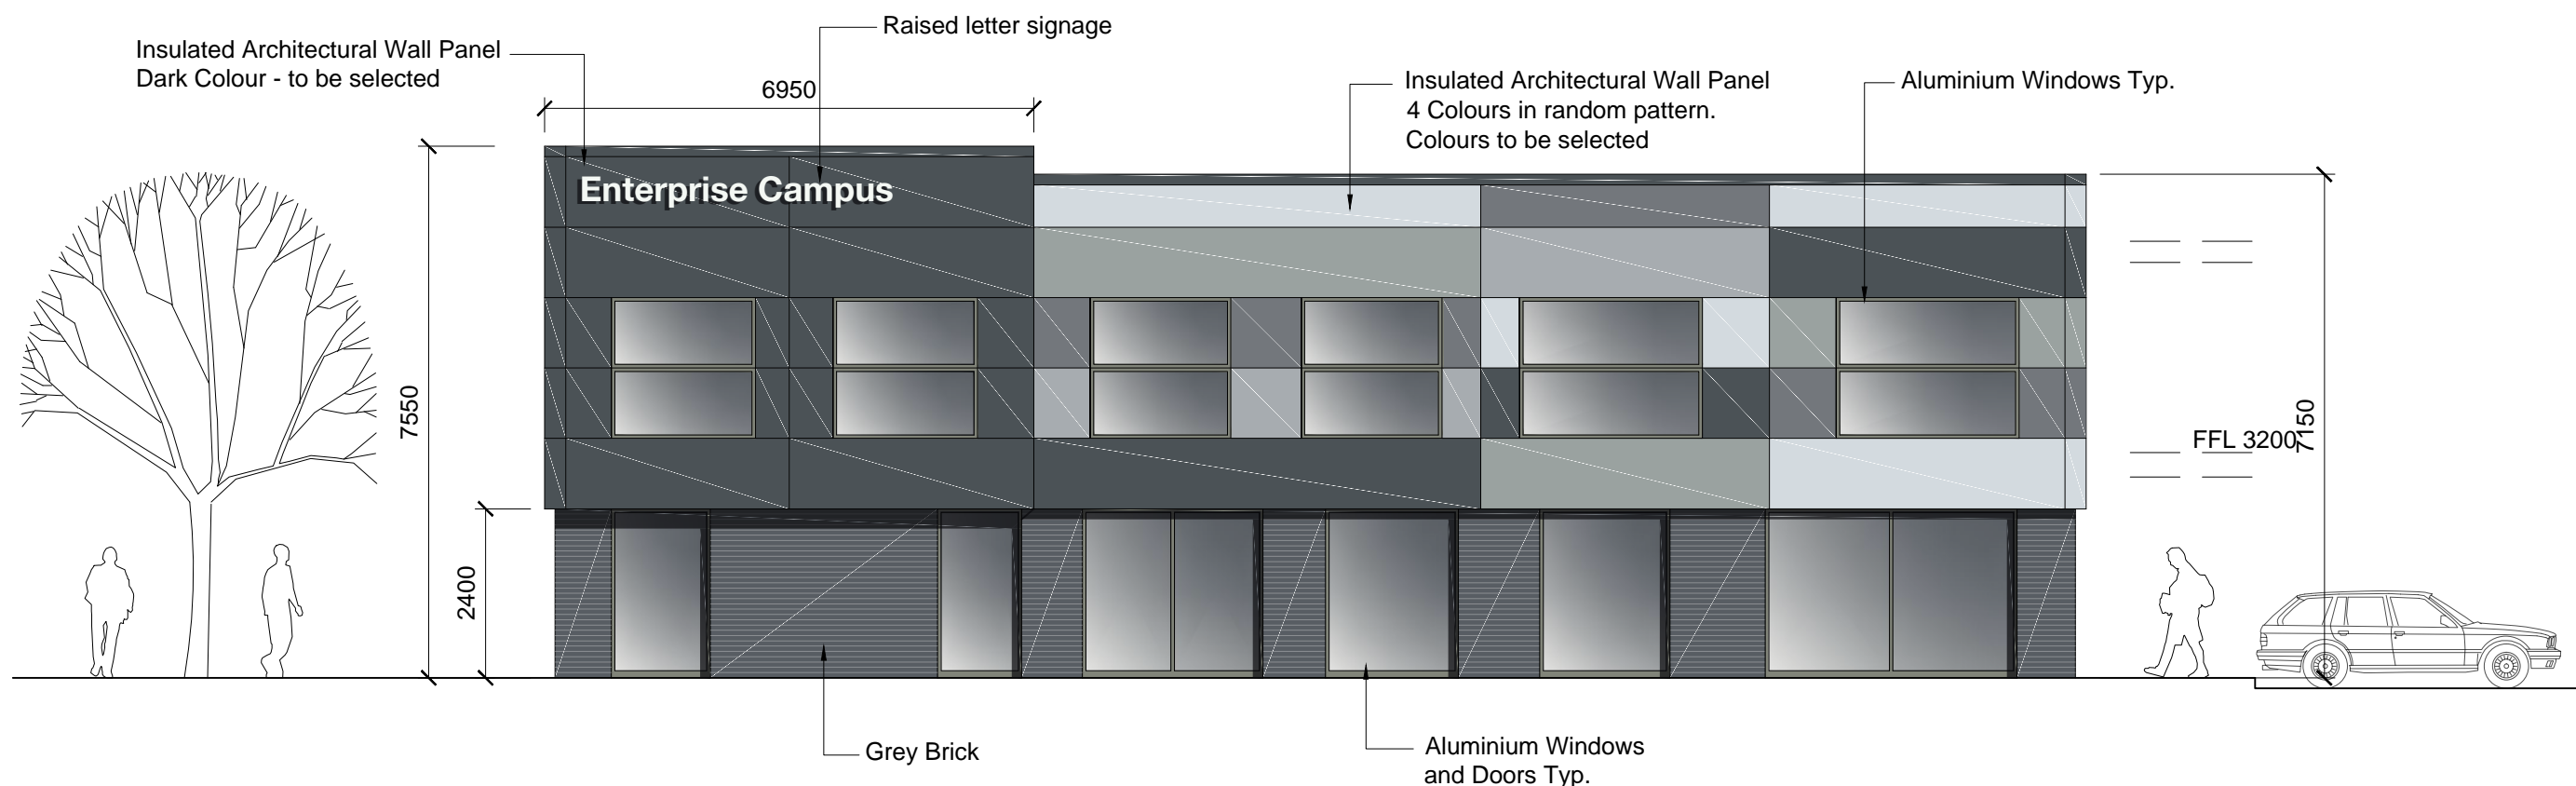 Raised letter signage
Insulated Architectural Wall Panel
Dark Colour - to be selected
6950
Insulated Architectural Wall Panel
4 Colours in random pattern.
Colours to be selected
Aluminium Windows Typ.
Enterprise Campus
7550
2400
FFL 3200
7150
Grey Brick
Aluminium Windows
and Doors Typ.